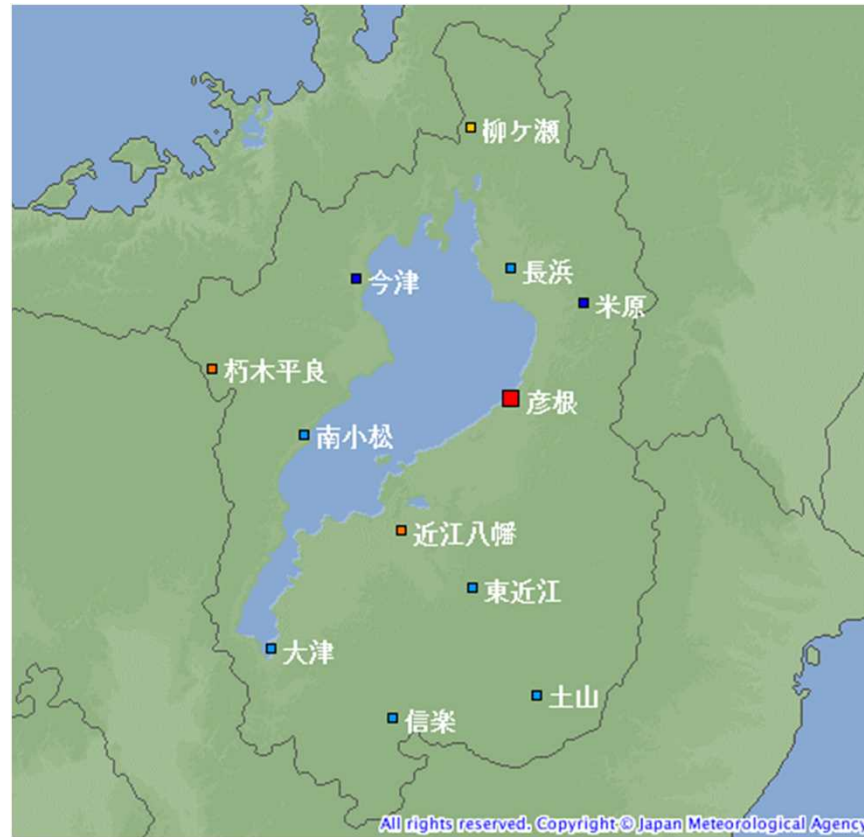 柳ケ瀬
今津
長浜
米原
朽木平良
彦根
南小松
近江八幡
東近江
大津
土山
信楽
All rights reserved. Copyright © Japan Meteorological Agency